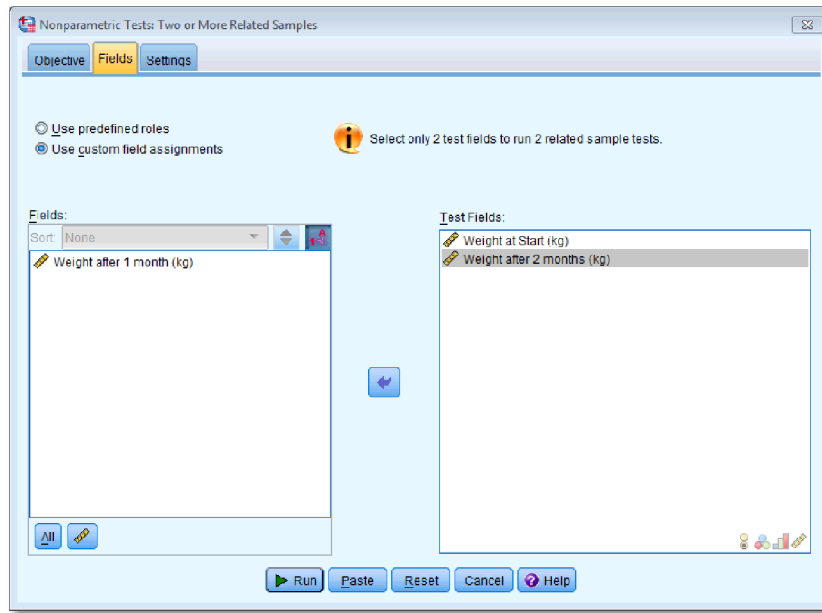 Nonparametric Tests: Two or More Related Samples
Objective Fields Settings
Use predefined roles
Use custom field assignments
Select only 2 test fields to run 2 related sample tests.
Fields:
Sort: None
Weight after 1 month (kg)
Test Fields:
Weight at Start (kg)
Weight after 2 months (kg)
All
Run Paste Reset Cancel Help